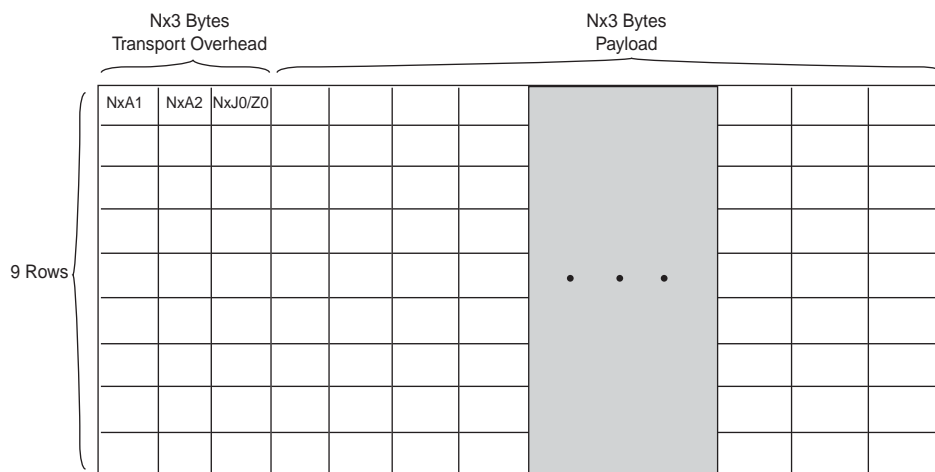 Nx3 Bytes
Transport Overhead
Nx3 Bytes
Payload
NxA1 NxA2 NxJ0/Z0
9 Rows